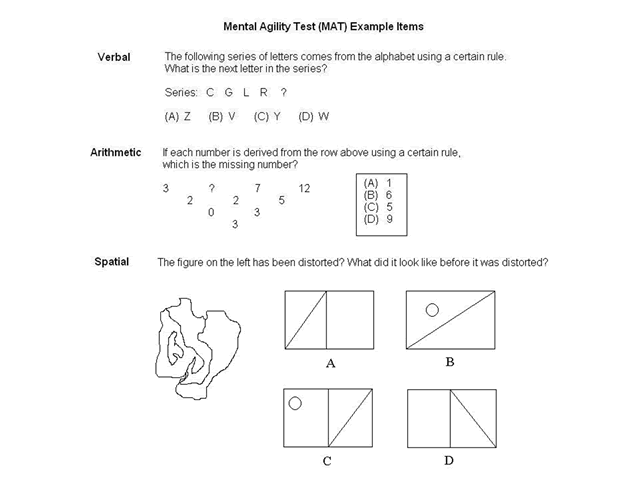 Mental Agility Test (MAT) Example Items
Verbal The following series of letters comes from the alphabet using a certain rule.
What is the next letter in the series?
Series: C G L R ?
(A) Z (B) V (C) Y (D) W
Arithmetic If each number is derived from the row above using a certain rule,
which is the missing number?
3 ? 7 12
2 2 5
0 3
3
(A) 1
(B) 6
(C) 5
(D) 9
Spatial The figure on the left has been distorted? What did it look like before it was distorted?
A
B
C
D